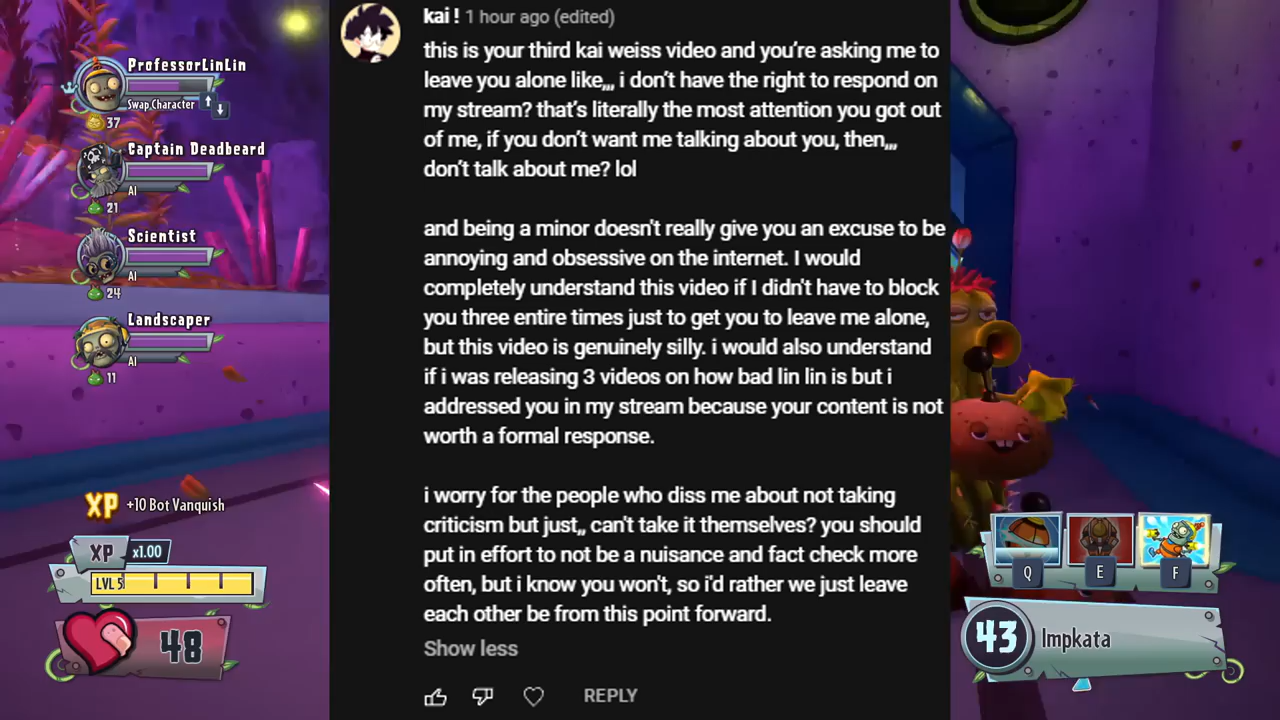 ProfessorLinLin
Swap Character
37
Captain Deadbeard
AI
21
Scientist
AI
24
Landscaper
AI
11
XP +10 Bot Vanquish
XP x1.00
LVL 5
48
kai ! 1 hour ago (edited)
this is your third kai weiss video and you're asking me to
leave you alone like,,, i don't have the right to respond on
my stream? that's literally the most attention you got out
of me, if you don't want me talking about you, then,,,
don't talk about me? lol
and being a minor doesn't really give you an excuse to be
annoying and obsessive on the internet. I would
completely understand this video if I didn't have to block
you three entire times just to get you to leave me alone,
but this video is genuinely silly. i would also understand
if i was releasing 3 videos on how bad lin lin is but i
addressed you in my stream because your content is not
worth a formal response.
i worry for the people who diss me about not taking
criticism but just,, can't take it themselves? you should
put in effort to not be a nuisance and fact check more
often, but i know you won't, so i'd rather we just leave
each other be from this point forward.
Show less
REPLY
Q E F
43 Impkata